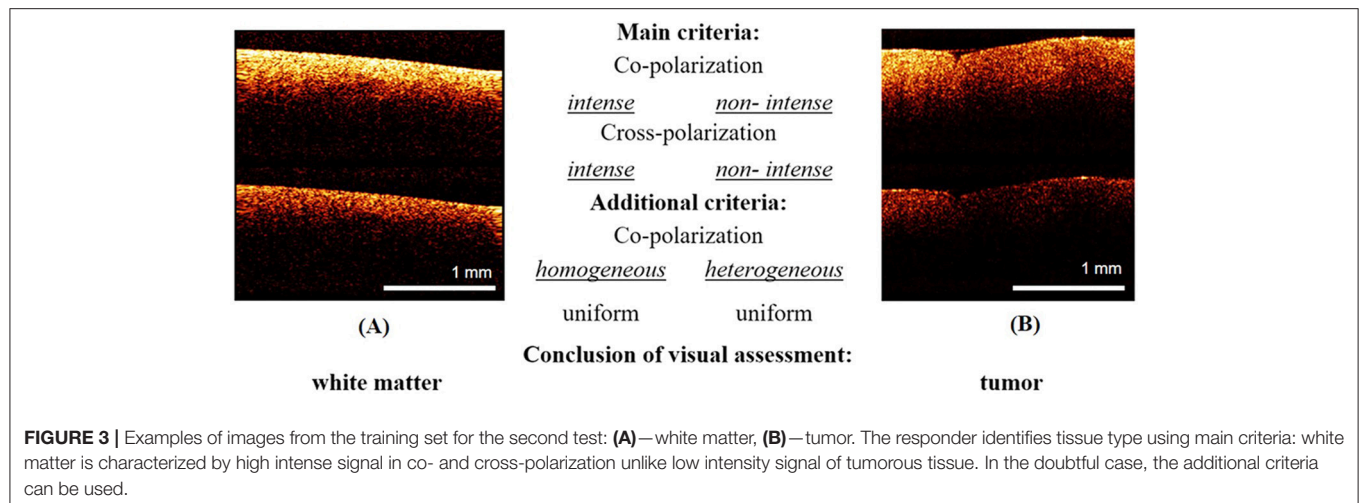 Main criteria:
Co-polarization
intense non- intense
Cross-polarization
intense non- intense
Additional criteria:
Co-polarization
homogeneous heterogeneous
uniform uniform
Conclusion of visual assessment:
1 mm
(A)
white matter
1 mm
(B)
tumor
FIGURE 3 | Examples of images from the training set for the second test: (A)—white matter, (B)—tumor. The responder identifies tissue type using main criteria: white
matter is characterized by high intense signal in co- and cross-polarization unlike low intensity signal of tumorous tissue. In the doubtful case, the additional criteria
can be used.